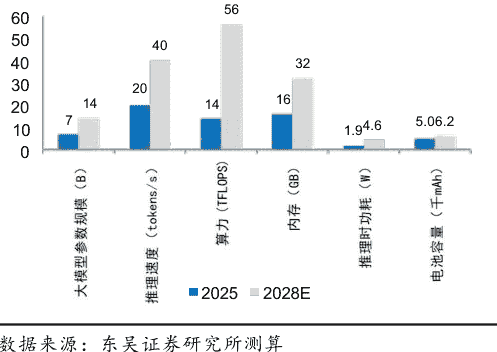 60
50
40
30
20
10
0
7
14
20
40
14
56
16
32
1.9
4.6
5.0
6.2
大模型参数规模（B）
推理速度（tokens/s）
算力（TFLOPS）
内存（GB）
推理时功耗（W）
电池容量（千mAh）
2025
2028E
数据来源：东吴证券研究所测算